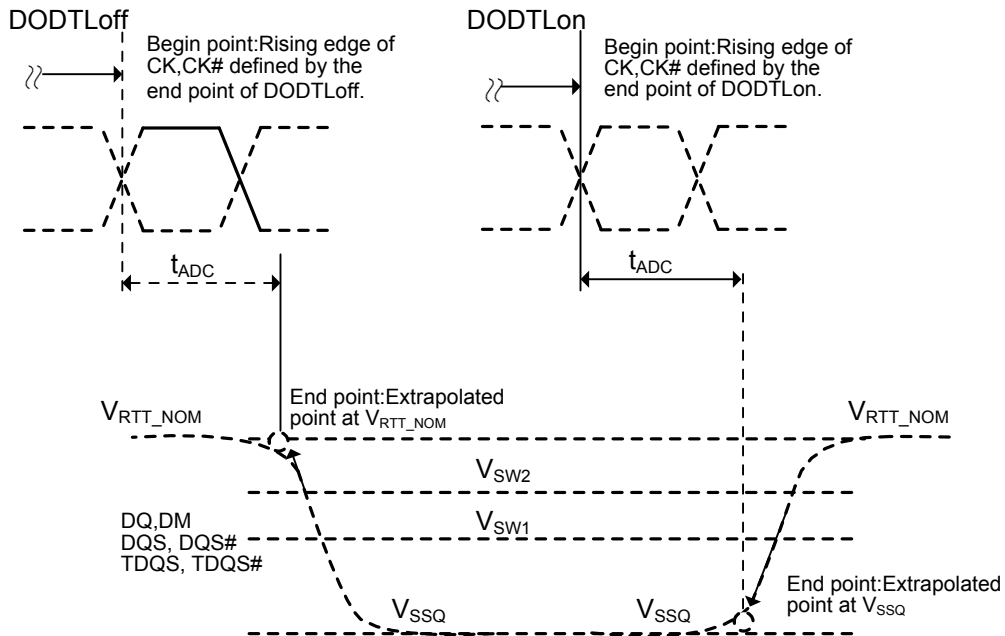 DODTLoff
Begin point:Rising edge of
CK,CK# defined by the
end point of DODTLoff.
DODTLon
Begin point:Rising edge of
CK,CK# defined by the
end point of DODTLon.
tADC
tADC
End point:Extrapolated
point at VRTT_NOM
VRTT_NOM
VRTT_NOM
VSW2
VSW1
DQ,DM
DQS, DQS#
TDQS, TDQS#
VSSQ
VSSQ
End point:Extrapolated
point at VSSQ